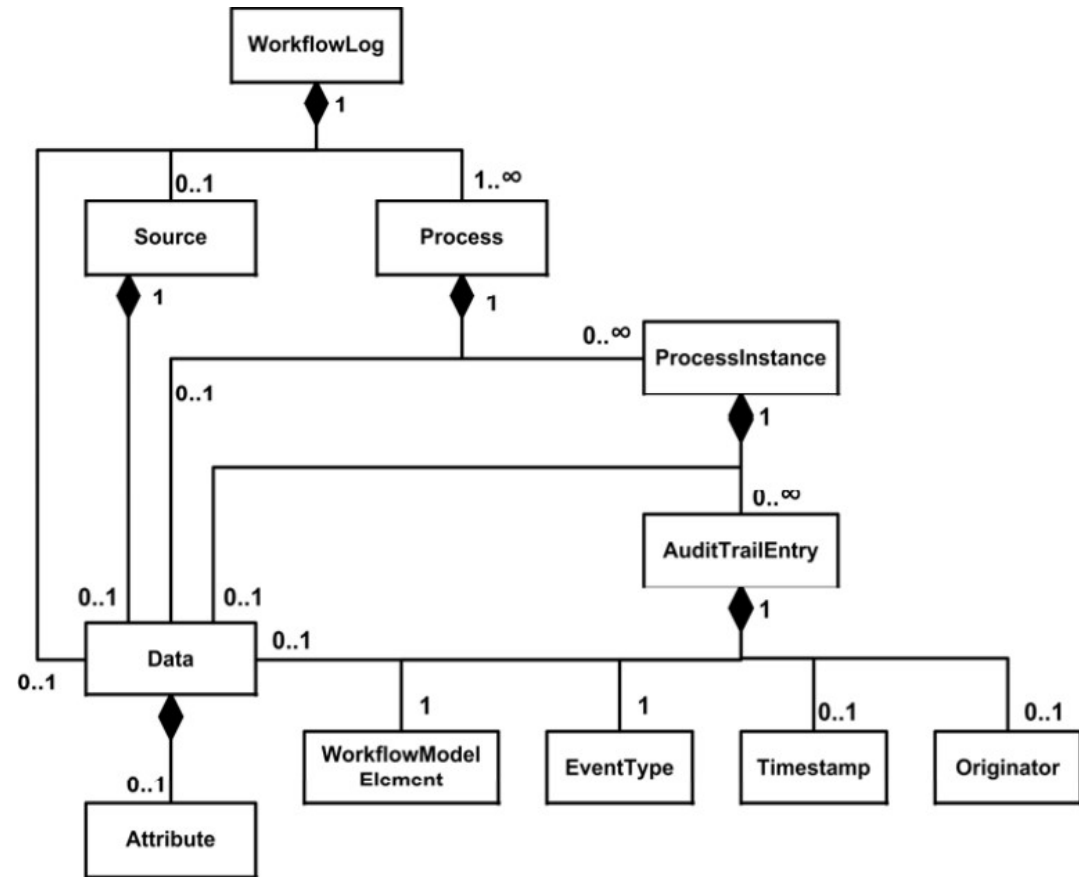 WorkflowLog
1
0..1
1..∞
Source
Process
1
1
0..∞
ProcessInstance
0..1
1
0..∞
AuditTrailEntry
0..1
0..1
1
Data
0..1
0..1
1
1
0..1
0..1
WorkflowModel
Element
EventType
Timestamp
Originator
0..1
Attribute